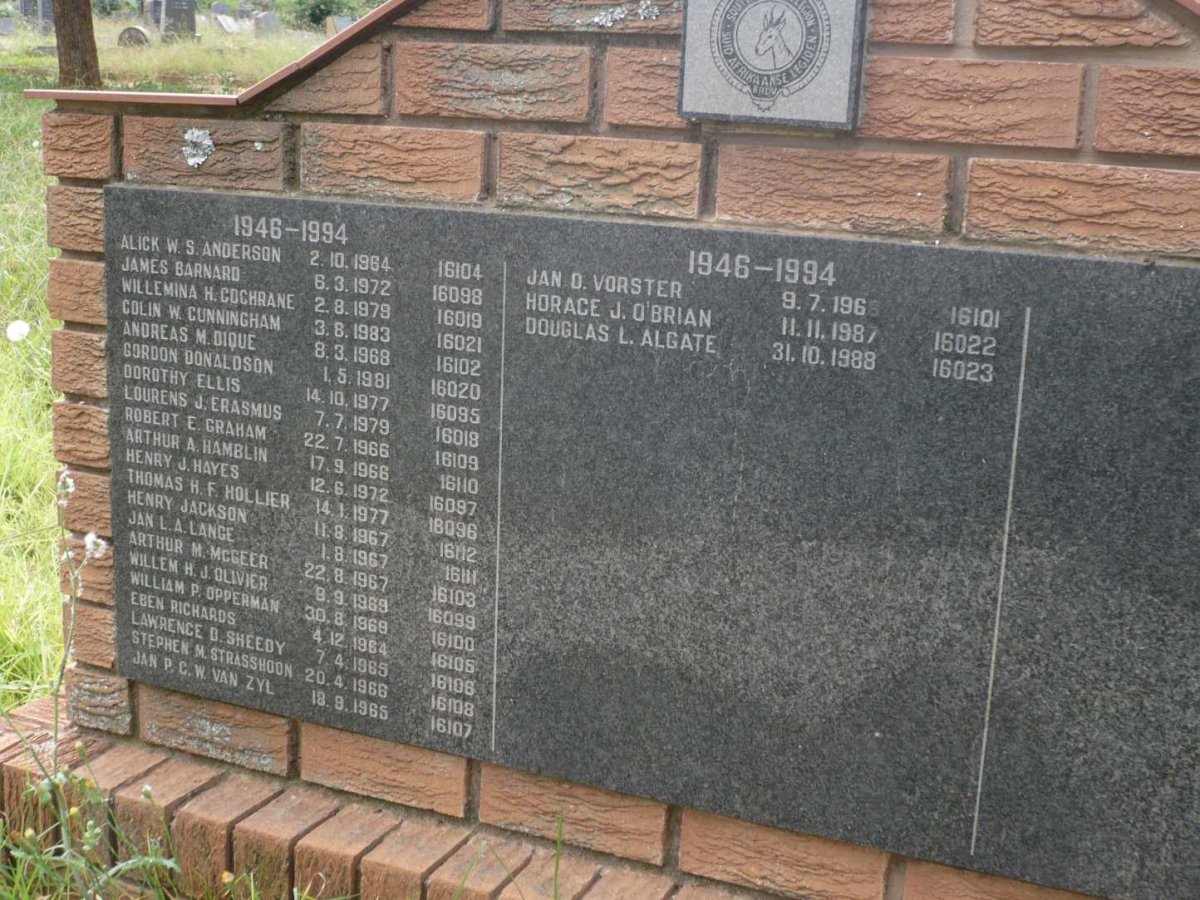 SUID AFRIKAANSE LEGIOEN
1946-1994
ALICK W. S. ANDERSON 2. 10. 1964 16104
JAMES BARNARD 6. 3. 1972 16098
WILLEMINA H. COCHRANE 2. 8. 1979 16019
COLIN W. CUNNINGHAM 3. 8. 1983 16021
ANDREAS M. DIQUE 8. 3. 1968 16102
GORDON DONALDSON 1. 5. 1981 16020
DOROTHY ELLIS 14. 10. 1977 16095
LOURENS J. ERASMUS 7. 7. 1979 16018
ROBERT E. GRAHAM 22. 7. 1966 16109
ARTHUR A. HAMBLIN 17. 9. 1966 16110
HENRY J. HAYES 12. 6. 1972 16097
THOMAS H. F. HOLLIER 14. 1. 1977 16096
HENRY JACKSON 11. 8. 1967 16112
JAN L. A. LANGE 1. 8. 1967 16111
ARTHUR M. McGEER 22. 8. 1967 16103
WILLEM H. J. OLIVIER 9. 9. 1969 16099
WILLIAM P. OPPERMAN 30. 8. 1969 16100
EBEN RICHARDS 4. 12. 1964 16105
LAWRENCE D. SHEEDY 7. 4. 1965 16106
STEPHEN M. STRASSHOON 20. 4. 1966 16108
JAN P. C. W. VAN ZYL 18. 9. 1965 16107
1946-1994
JAN D. VORSTER 9. 7. 16101
HORACE J. O'BRIAN 11. 11. 1987 16022
DOUGLAS L. ALGATE 31. 10. 1988 16023